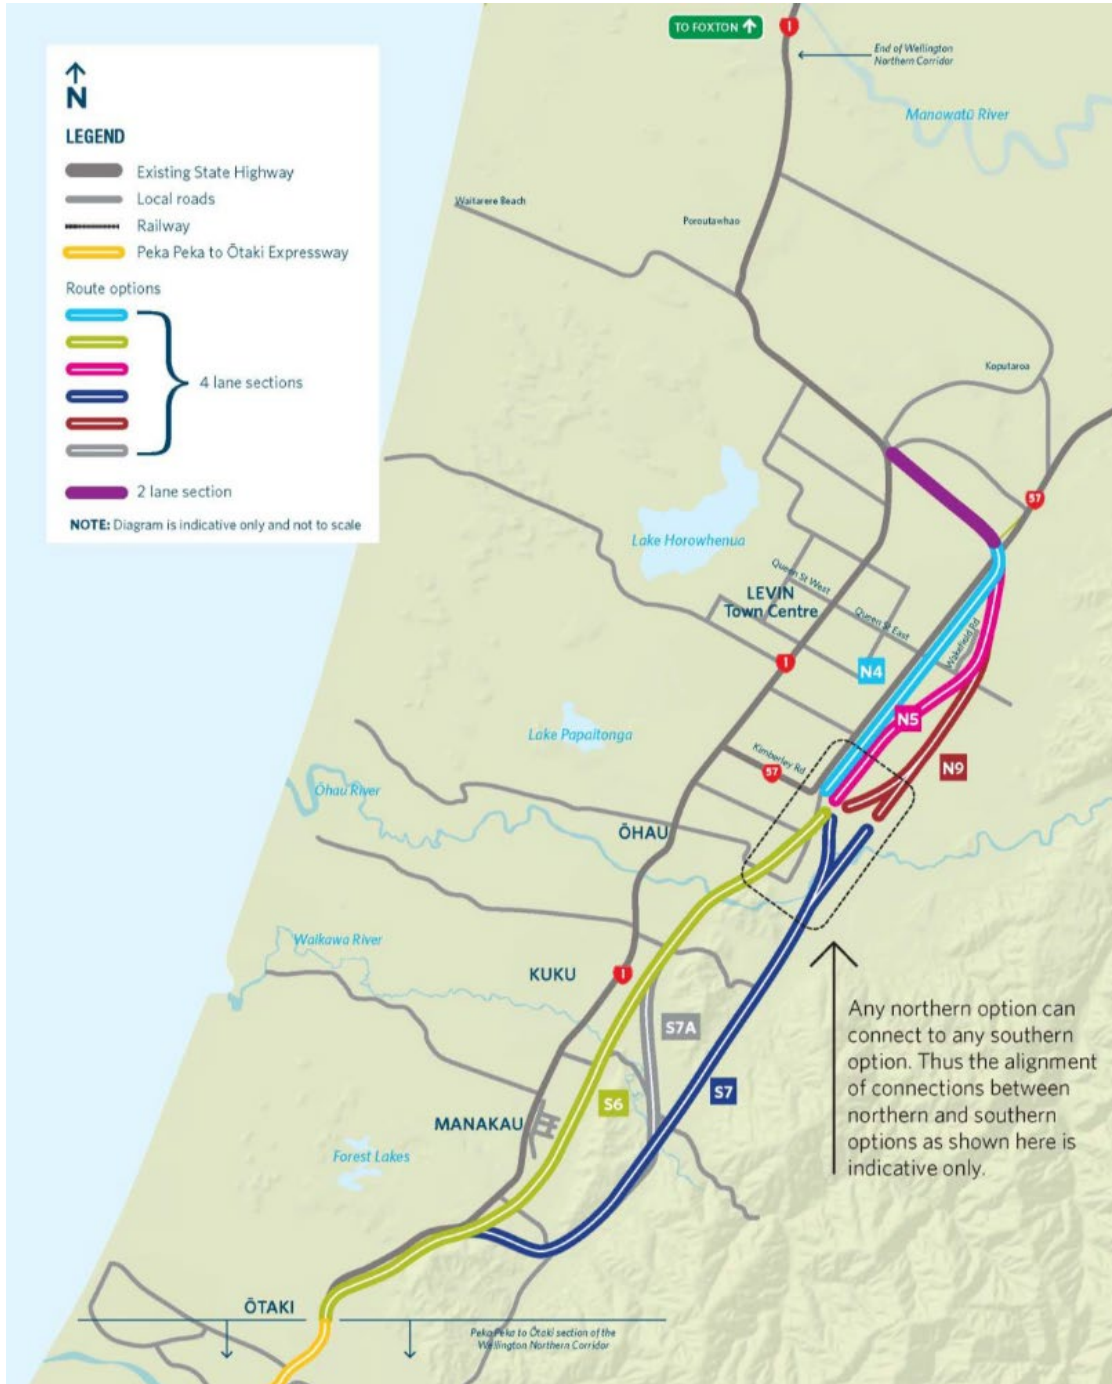 TO FOXTON
1
End of Wellington
Northern Corridor
N
LEGEND
Existing State Highway
Local roads
Railway
Peka Peka to Ōtaki Expressway
Route options
4 lane sections
2 lane section
NOTE: Diagram is indicative only and not to scale
Manawatū River
Waitarere Beach
Poroutawhao
Koputaroa
57
Lake Horowhenua
Queen St West
LEVIN
Town Centre
Queen St East
Wakefield Rd
1
N4
N5
Lake Papaitonga
Kimberley Rd
57
N9
Ōhau River
ŌHAU
Waikawa River
KUKU
1
S7A
S7
S6
Any northern option can
connect to any southern
option. Thus the alignment
of connections between
northern and southern
options as shown here is
indicative only.
MANAKAU
Forest Lakes
ŌTAKI
Peka Peka to Ōtaki section of the
Wellington Northern Corridor